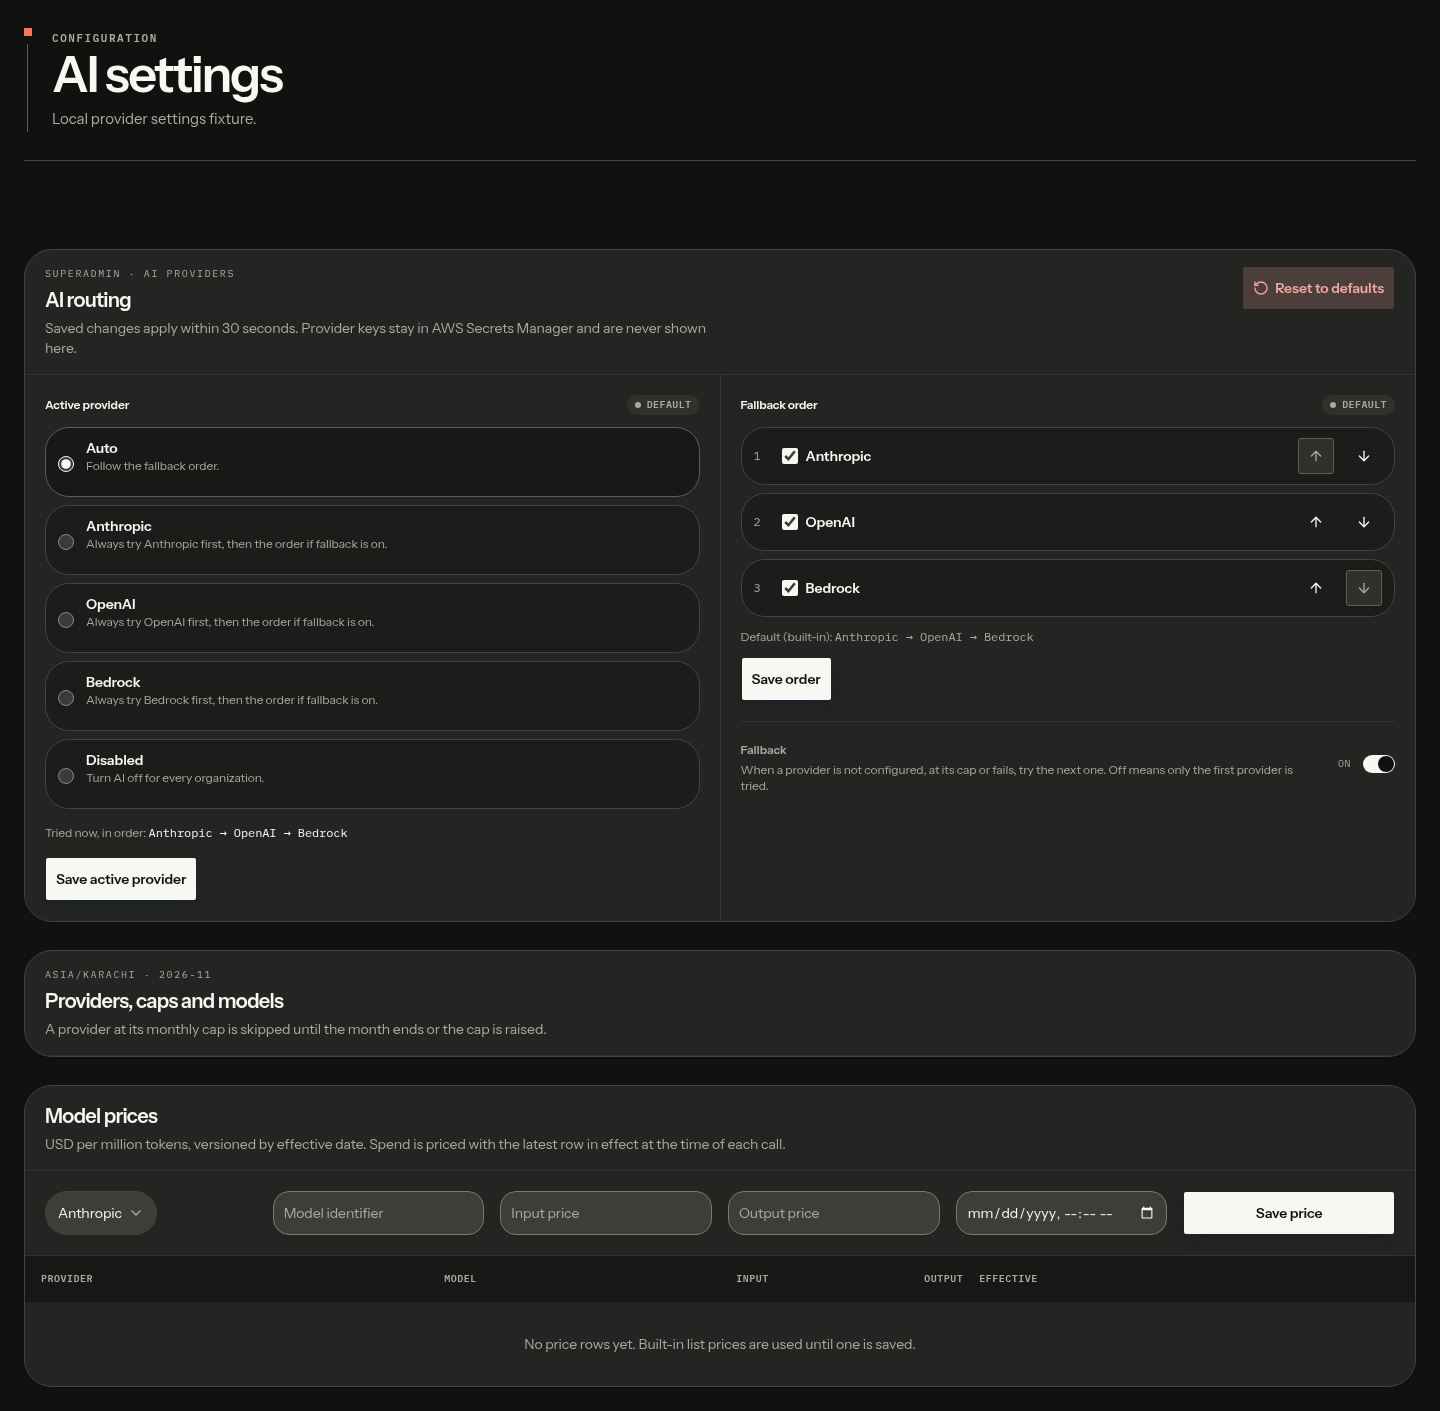 CONFIGURATION
AI settings
Local provider settings fixture.
SUPERADMIN · AI PROVIDERS
AI routing
Saved changes apply within 30 seconds. Provider keys stay in AWS Secrets Manager and are never shown
here.
Reset to defaults
Active provider
DEFAULT
Auto
Follow the fallback order.
Anthropic
Always try Anthropic first, then the order if fallback is on.
OpenAI
Always try OpenAI first, then the order if fallback is on.
Bedrock
Always try Bedrock first, then the order if fallback is on.
Disabled
Turn AI off for every organization.
Tried now, in order: Anthropic → OpenAI → Bedrock
Save active provider
Fallback order
DEFAULT
1 Anthropic
2 OpenAI
3 Bedrock
Default (built-in): Anthropic → OpenAI → Bedrock
Save order
Fallback
When a provider is not configured, at its cap or fails, try the next one. Off means only the first provider is
tried.
ON
ASIA/KARACHI · 2026-11
Providers, caps and models
A provider at its monthly cap is skipped until the month ends or the cap is raised.
Model prices
USD per million tokens, versioned by effective date. Spend is priced with the latest row in effect at the time of each call.
Anthropic Model identifier Input price Output price mm/dd/yyyy, --:-- -- Save price
PROVIDER MODEL INPUT OUTPUT EFFECTIVE
No price rows yet. Built-in list prices are used until one is saved.